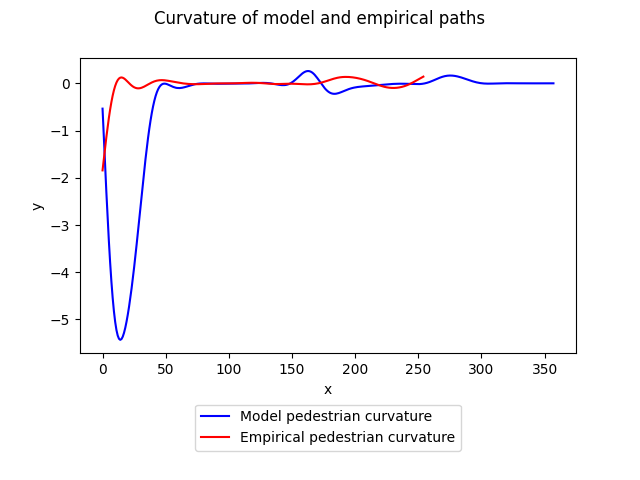 Curvature of model and empirical paths
0
−1
−2
−3
−4
−5
y
0 50 100 150 200 250 300 350
x
Model pedestrian curvature
Empirical pedestrian curvature